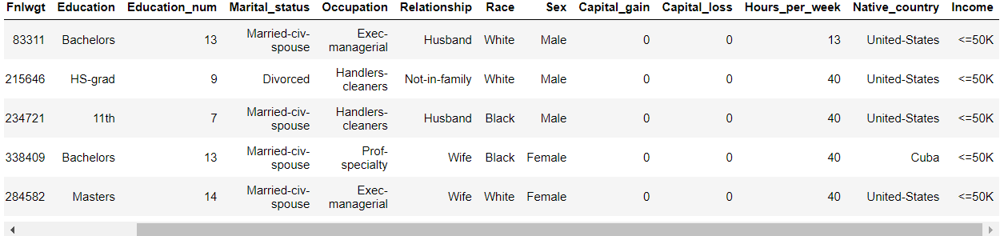 Fnlwgt Education Education_num Marital_status Occupation Relationship Race Sex Capital_gain Capital_loss Hours_per_week Native_country Income
83311 Bachelors 13 Married-civ-spouse Exec-managerial Husband White Male 0 0 13 United-States <=50K
215646 HS-grad 9 Divorced Handlers-cleaners Not-in-family White Male 0 0 40 United-States <=50K
234721 11th 7 Married-civ-spouse Handlers-cleaners Husband Black Male 0 0 40 United-States <=50K
338409 Bachelors 13 Married-civ-spouse Prof-specialty Wife Black Female 0 0 40 Cuba <=50K
284582 Masters 14 Married-civ-spouse Exec-managerial Wife White Female 0 0 40 United-States <=50K